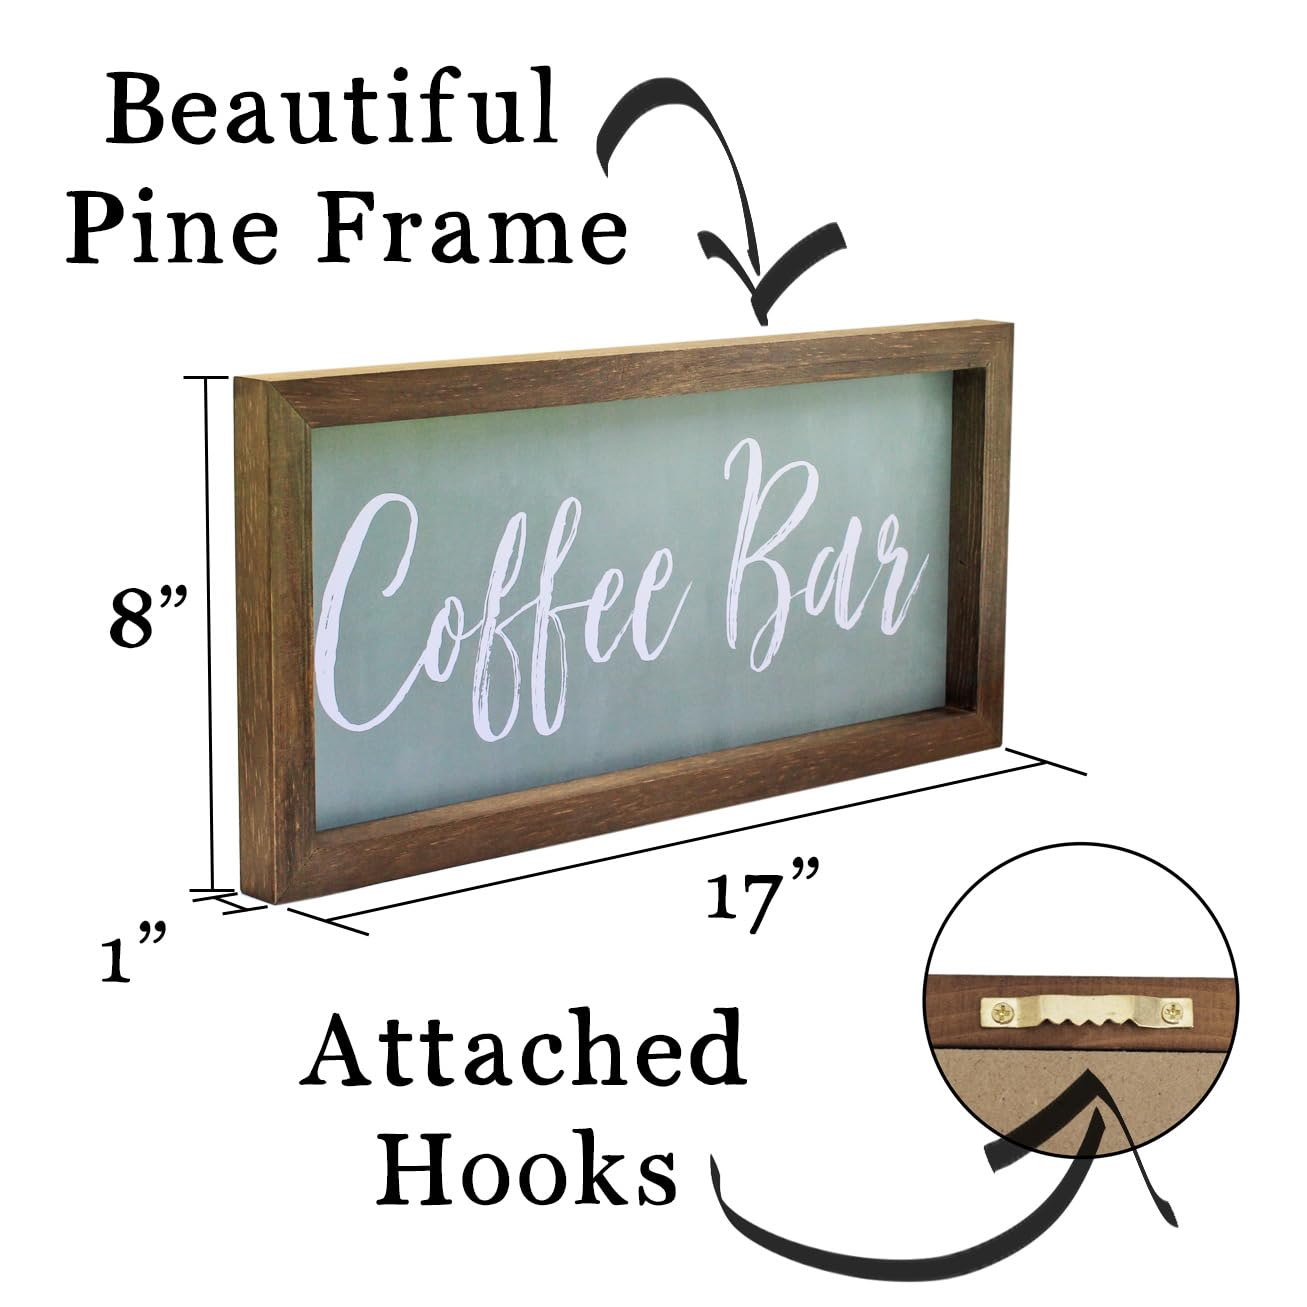 Beautiful
Pine Frame
Coffee Bar
8”
1”
17”
Attached
Hooks